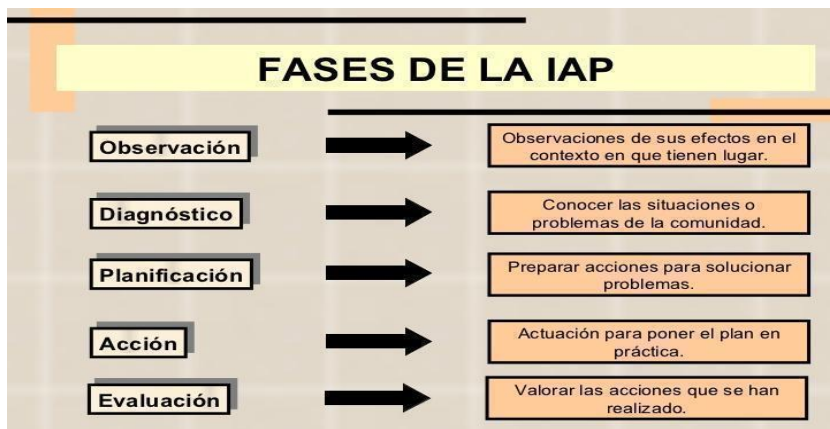 FASES DE LA IAP
Observación
Observaciones de sus efectos en el
contexto en que tienen lugar.
Diagnóstico
Conocer las situaciones o
problemas de la comunidad.
Planificación
Preparar acciones para solucionar
problemas.
Acción
Actuación para poner el plan en
práctica.
Evaluación
Valorar las acciones que se han
realizado.